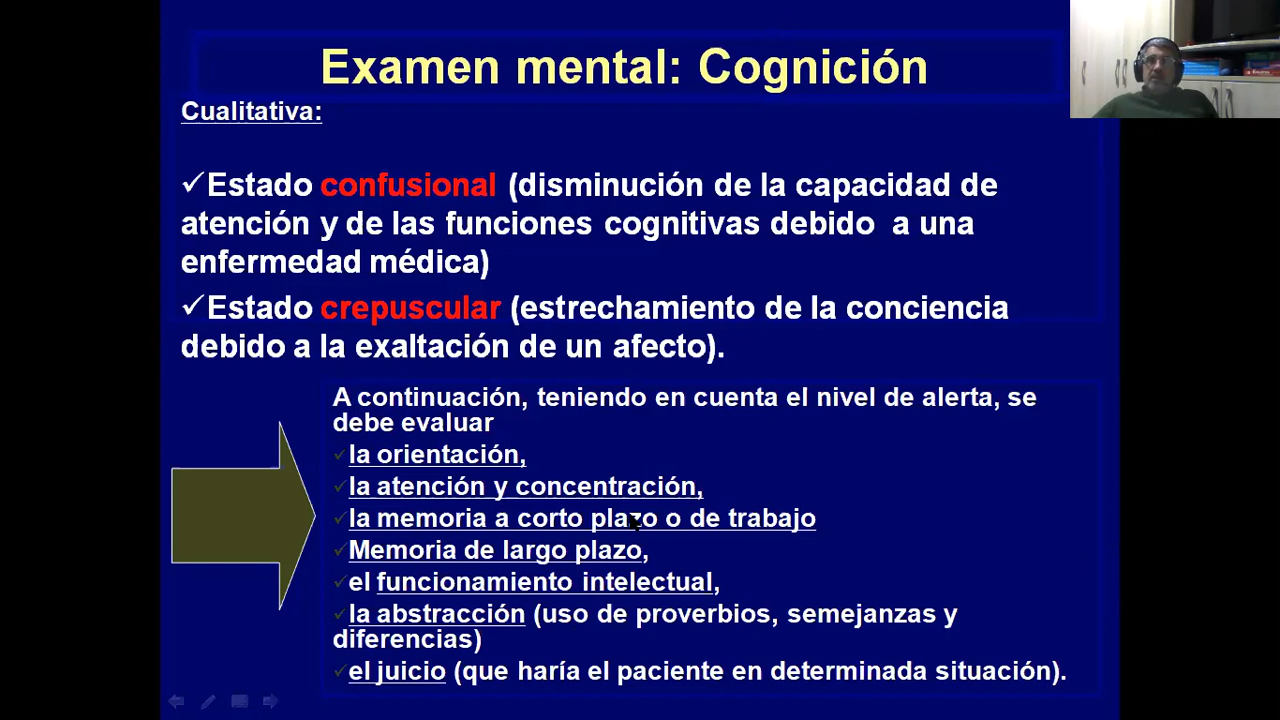 Examen mental: Cognición
Cualitativa:
✓Estado confusional (disminución de la capacidad de
atención y de las funciones cognitivas debido a una
enfermedad médica)
✓Estado crepuscular (estrechamiento de la conciencia
debido a la exaltación de un afecto).
A continuación, teniendo en cuenta el nivel de alerta, se
debe evaluar
✓la orientación,
✓la atención y concentración,
✓la memoria a corto plazo o de trabajo
✓Memoria de largo plazo,
✓el funcionamiento intelectual,
✓la abstracción (uso de proverbios, semejanzas y
diferencias)
✓el juicio (que haría el paciente en determinada situación).